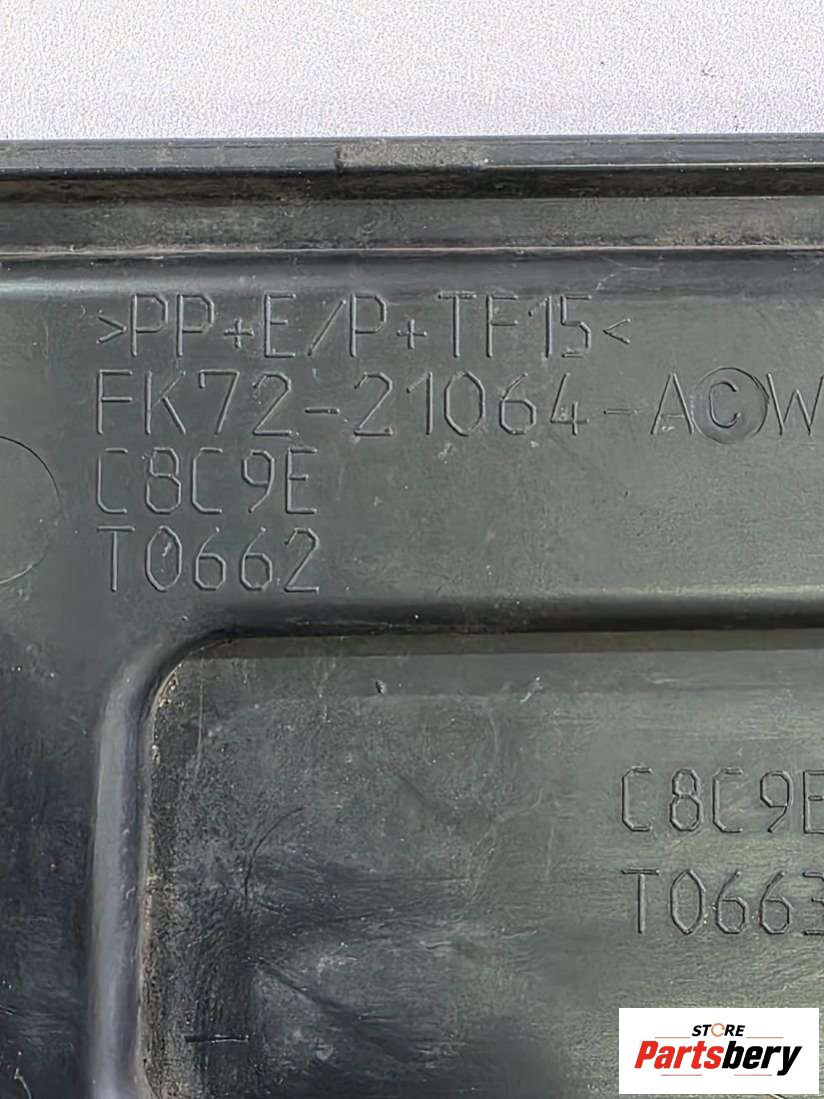 >PP+E/P+TF15<
FK72-21064-ACW
C8C9E
T0662
C8C9E
T0663
STORE
Partsbery